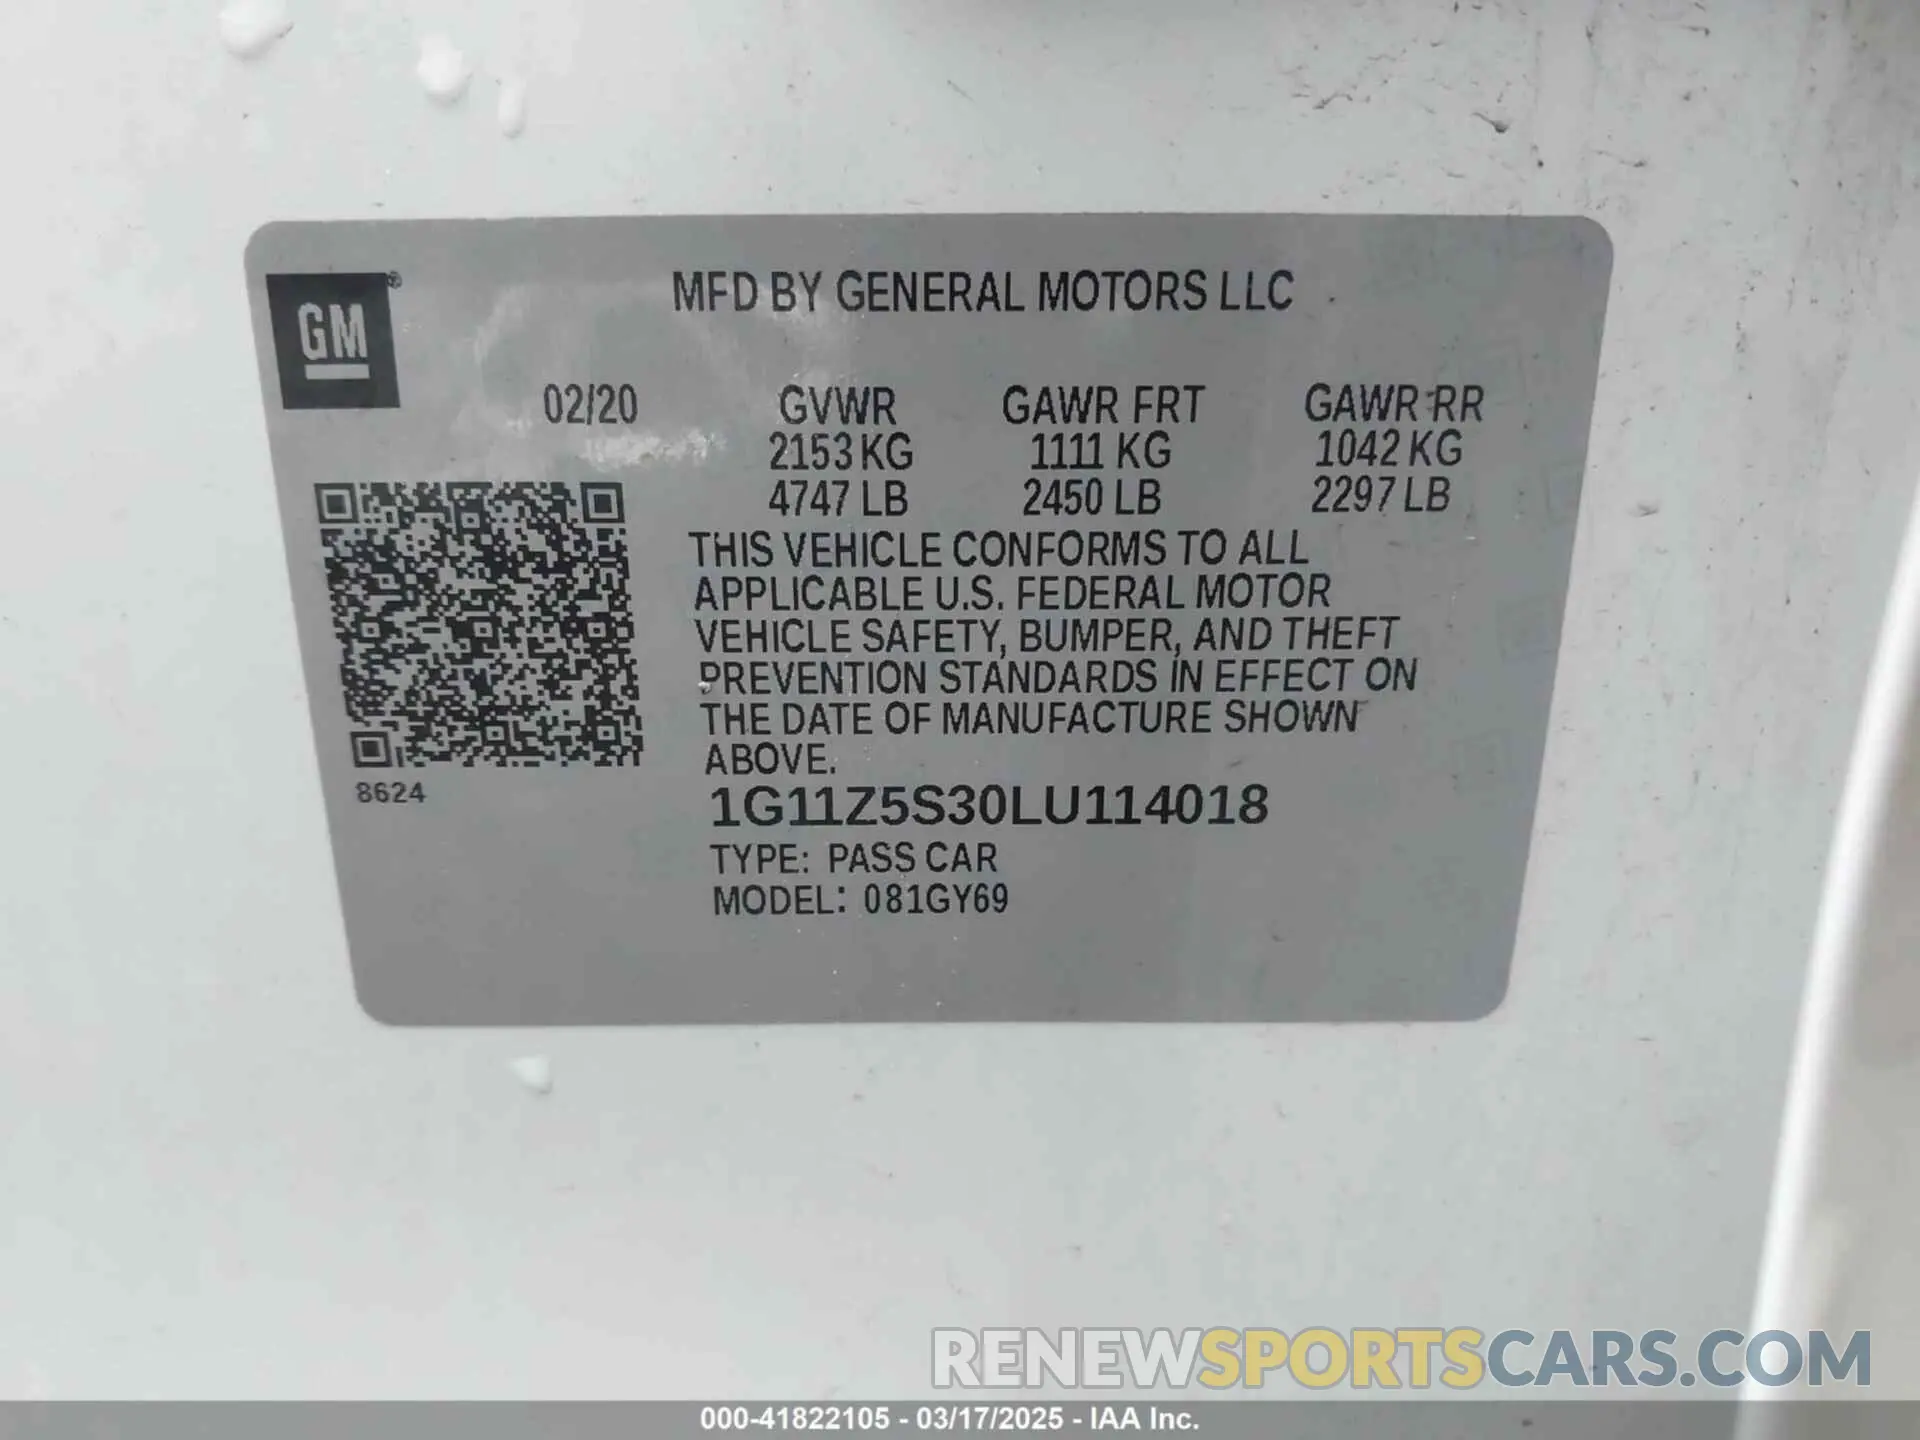 MFD BY GENERAL MOTORS LLC
GM
®
02/20 GVWR GAWR FRT GAWR RR
2153 KG 1111 KG 1042 KG
4747 LB 2450 LB 2297 LB
THIS VEHICLE CONFORMS TO ALL
APPLICABLE U.S. FEDERAL MOTOR
VEHICLE SAFETY, BUMPER, AND THEFT
PREVENTION STANDARDS IN EFFECT ON
THE DATE OF MANUFACTURE SHOWN
ABOVE.
8624
1G11Z5S30LU114018
TYPE: PASS CAR
MODEL: 081GY69
RENEWSPORTSCARS.COM
000-41822105 - 03/17/2025 - IAA Inc.